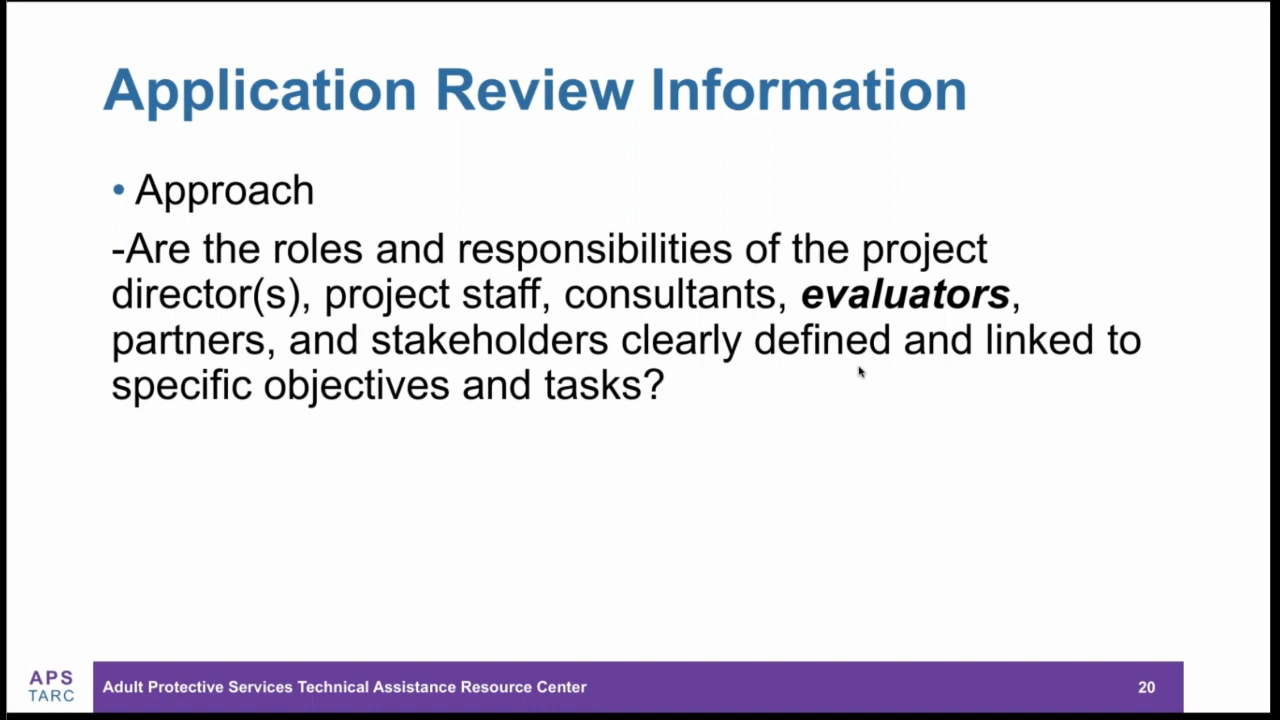 Application Review Information
• Approach
-Are the roles and responsibilities of the project
director(s), project staff, consultants, evaluators,
partners, and stakeholders clearly defined and linked to
specific objectives and tasks?
APS
TARC
Adult Protective Services Technical Assistance Resource Center
20